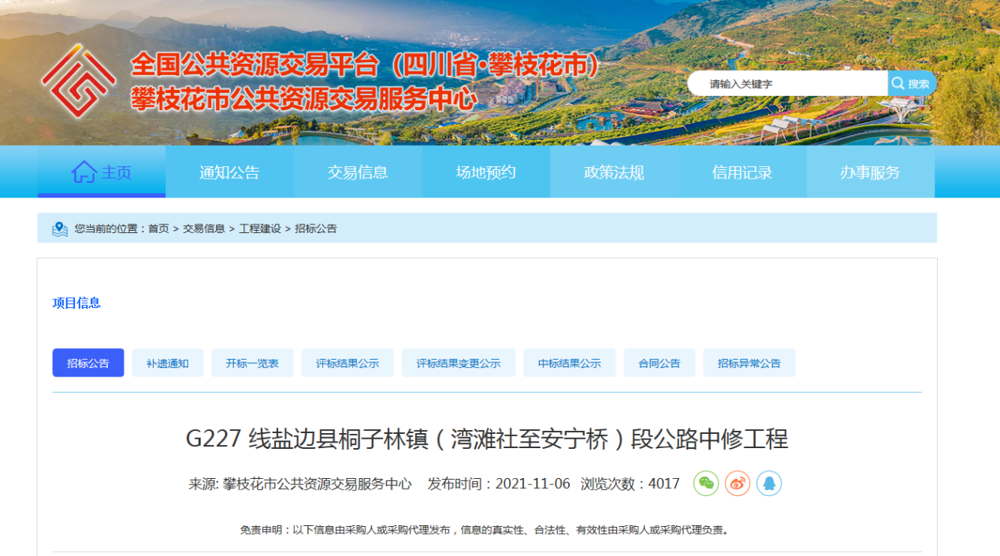 全国公共资源交易平台（四川省·攀枝花市）
攀枝花市公共资源交易服务中心
请输入关键字 搜索
主页 通知公告 交易信息 场地预约 政策法规 信用记录 办事服务
您当前的位置：首页 > 交易信息 > 工程建设 > 招标公告
项目信息
招标公告 补遗通知 开标一览表 评标结果公示 评标结果变更公示 中标结果公示 合同公告 招标异常公告
G227 线盐边县桐子林镇（湾滩社至安宁桥）段公路中修工程
来源: 攀枝花市公共资源交易服务中心 发布时间：2021-11-06 浏览次数：4017
免责申明：以下信息由采购人或采购代理发布，信息的真实性、合法性、有效性由采购人或采购代理负责。